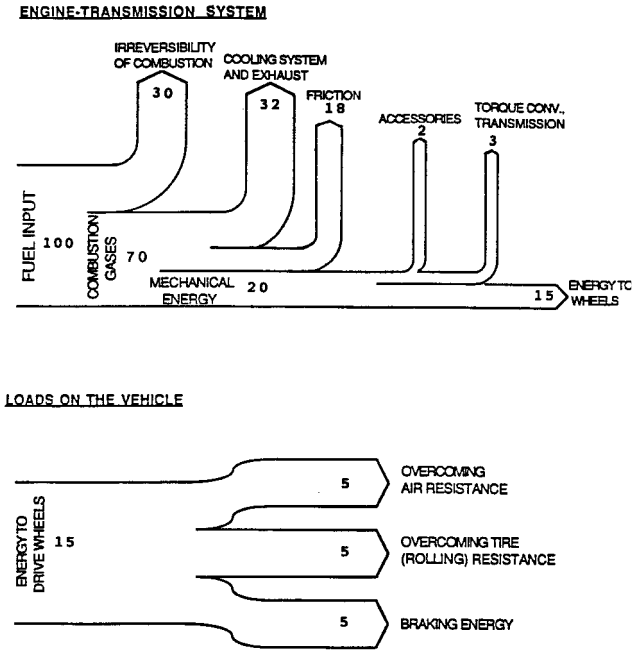 ENGINE-TRANSMISSION SYSTEM
IRREVERSIBILITY
OF COMBUSTION
30
COOLING SYSTEM
AND EXHAUST
32
FRICTION
18
ACCESSORIES
2
TORQUE CONV.,
TRANSMISSION
3
FUEL INPUT
100
COMBUSTION
GASES
70
MECHANICAL
ENERGY
20
15
ENERGY TO
WHEELS
LOADS ON THE VEHICLE
ENERGY TO
DRIVE WHEELS
15
5
OVERCOMING
AIR RESISTANCE
5
OVERCOMING TIRE
(ROLLING) RESISTANCE
5
BRAKING ENERGY